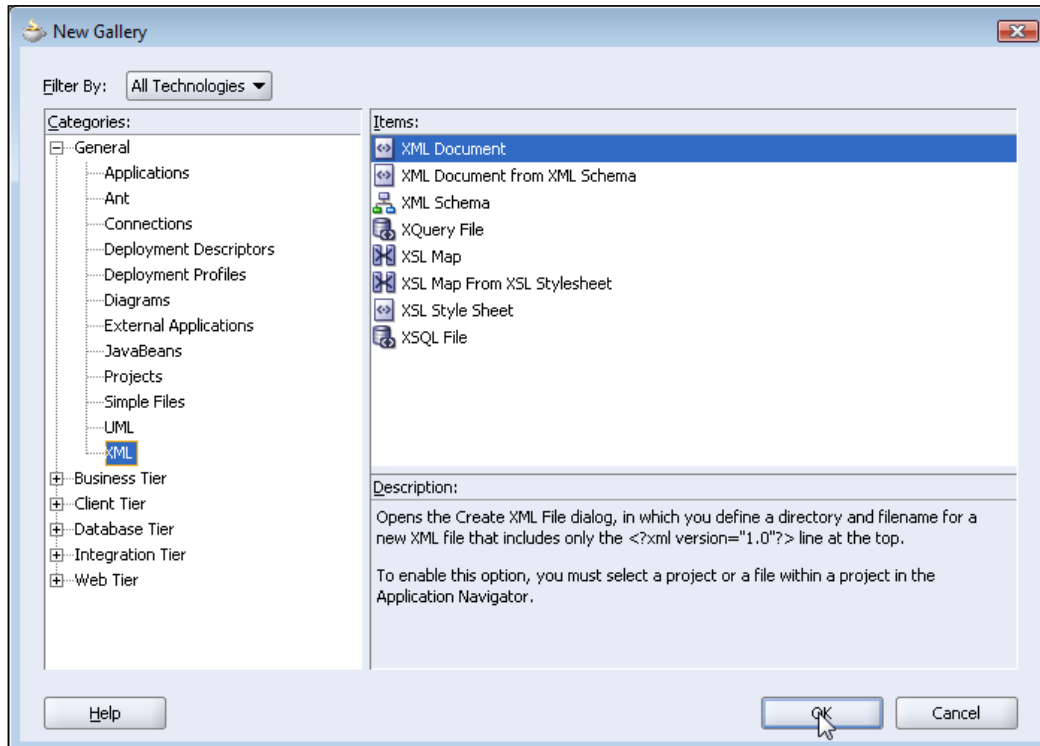 New Gallery
Filter By: All Technologies
Categories:
General
Applications
Ant
Connections
Deployment Descriptors
Deployment Profiles
Diagrams
External Applications
JavaBeans
Projects
Simple Files
UML
XML
Business Tier
Client Tier
Database Tier
Integration Tier
Web Tier
Items:
XML Document
XML Document from XML Schema
XML Schema
XQuery File
XSL Map
XSL Map From XSL Stylesheet
XSL Style Sheet
XSQL File
Description:
Opens the Create XML File dialog, in which you define a directory and filename for a
new XML file that includes only the <?xml version="1.0"?> line at the top.
To enable this option, you must select a project or a file within a project in the
Application Navigator.
Help
OK
Cancel